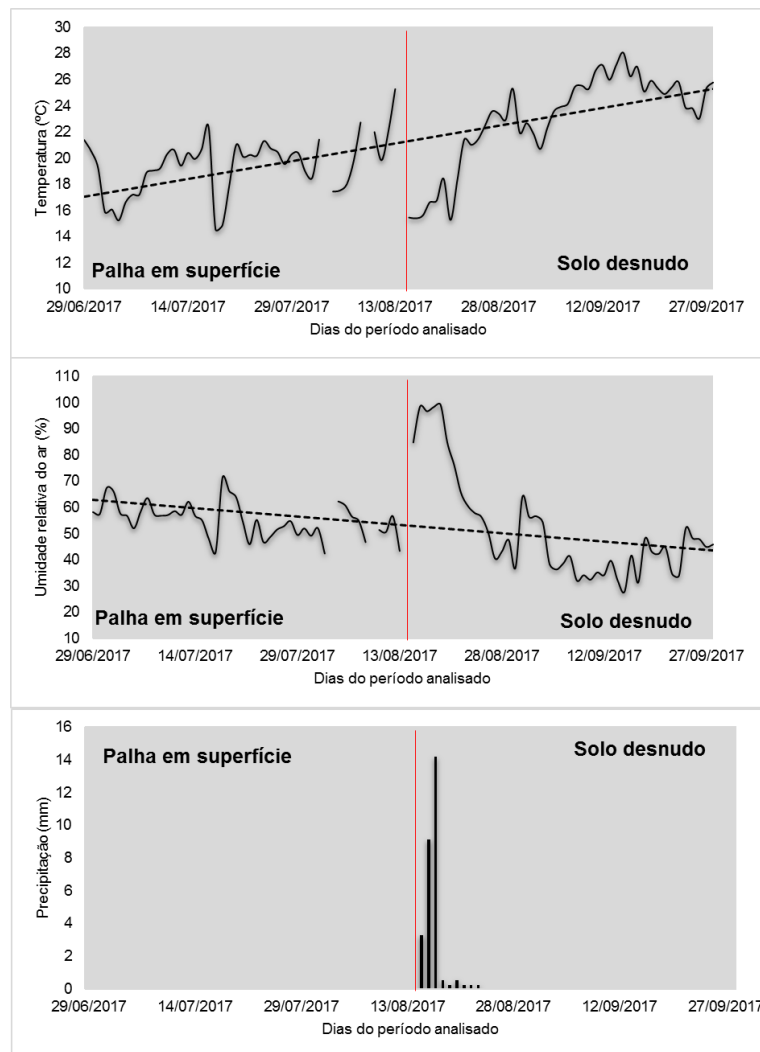 30
28
26
24
22
20
18
16
14
12
10
Temperatura (ºC)
Palha em superfície
Solo desnudo
29/06/2017 14/07/2017 29/07/2017 13/08/2017 28/08/2017 12/09/2017 27/09/2017
Dias do período analisado
110
100
90
80
70
60
50
40
30
20
10
Umidade relativa do ar (%)
Palha em superfície
Solo desnudo
29/06/2017 14/07/2017 29/07/2017 13/08/2017 28/08/2017 12/09/2017 27/09/2017
Dias do período analisado
16
14
12
10
8
6
4
2
0
Precipitação (mm)
Palha em superfície
Solo desnudo
29/06/2017 14/07/2017 29/07/2017 13/08/2017 28/08/2017 12/09/2017 27/09/2017
Dias do período analisado